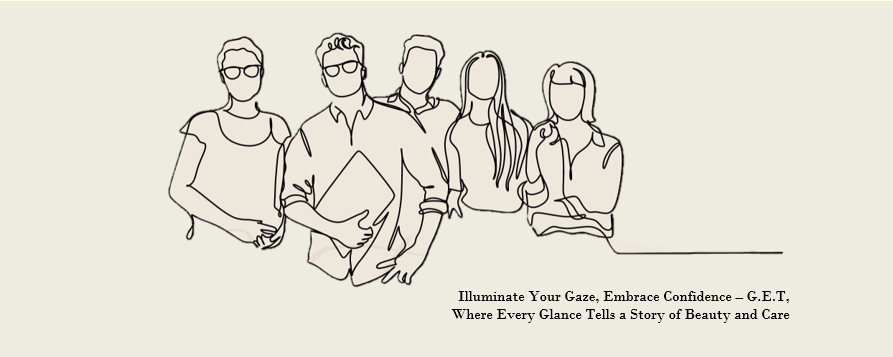 Illuminate Your Gaze, Embrace Confidence – G.E.T,
Where Every Glance Tells a Story of Beauty and Care